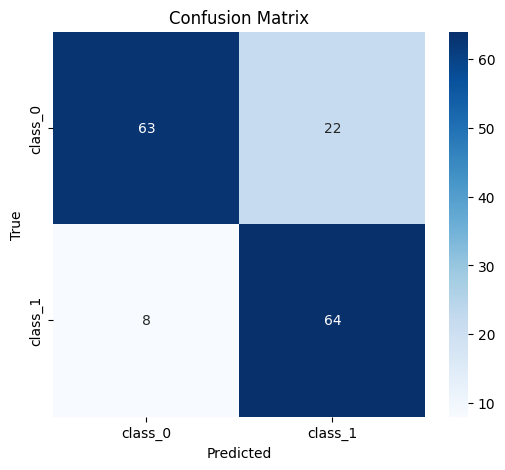 Confusion Matrix
class_0
63
22
True
class_1
8
64
class_0
class_1
Predicted
60
50
40
30
20
10